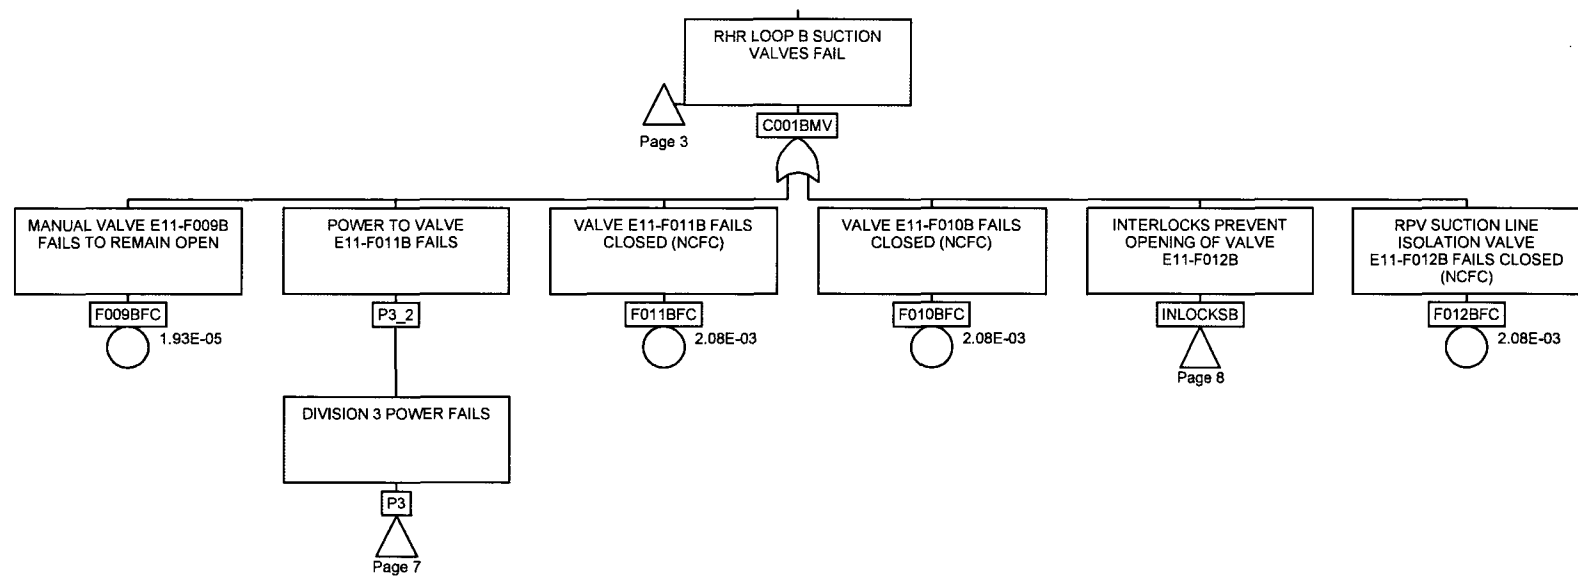 RHR LOOP B SUCTION
VALVES FAIL
Page 3
C001BMV
MANUAL VALVE E11-F009B
FAILS TO REMAIN OPEN
F009BFC
1.93E-05
POWER TO VALVE
E11-F011B FAILS
P3_2
DIVISION 3 POWER FAILS
P3
Page 7
VALVE E11-F011B FAILS
CLOSED (NCFC)
F011BFC
2.08E-03
VALVE E11-F010B FAILS
CLOSED (NCFC)
F010BFC
2.08E-03
INTERLOCKS PREVENT
OPENING OF VALVE
E11-F012B
INLOCKSB
Page 8
RPV SUCTION LINE
ISOLATION VALVE
E11-F012B FAILS CLOSED
(NCFC)
F012BFC
2.08E-03